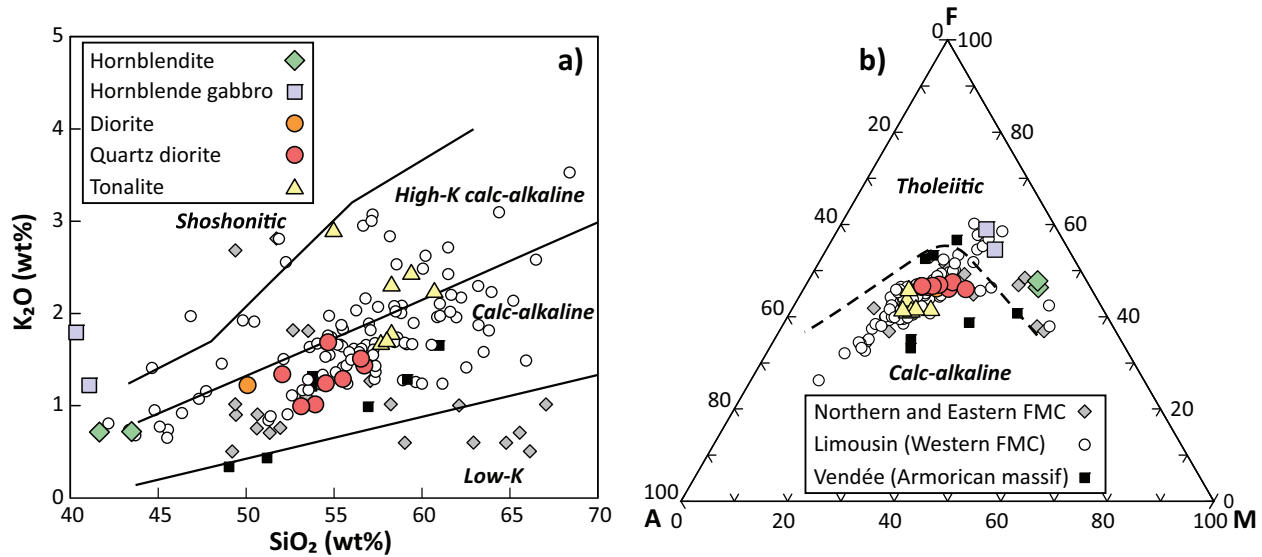 a)
K₂O (wt%)
5
4
3
2
1
0
Hornblendite
Hornblende gabbro
Diorite
Quartz diorite
Tonalite
Shoshonitic
High-K calc-alkaline
Calc-alkaline
Low-K
40
50
60
70
SiO₂ (wt%)
b)
F
0
100
20
80
Tholeiitic
40
60
60
40
Calc-alkaline
80
20
Northern and Eastern FMC
Limousin (Western FMC)
Vendée (Armorican massif)
100
0
A
0
20
40
60
80
100
M